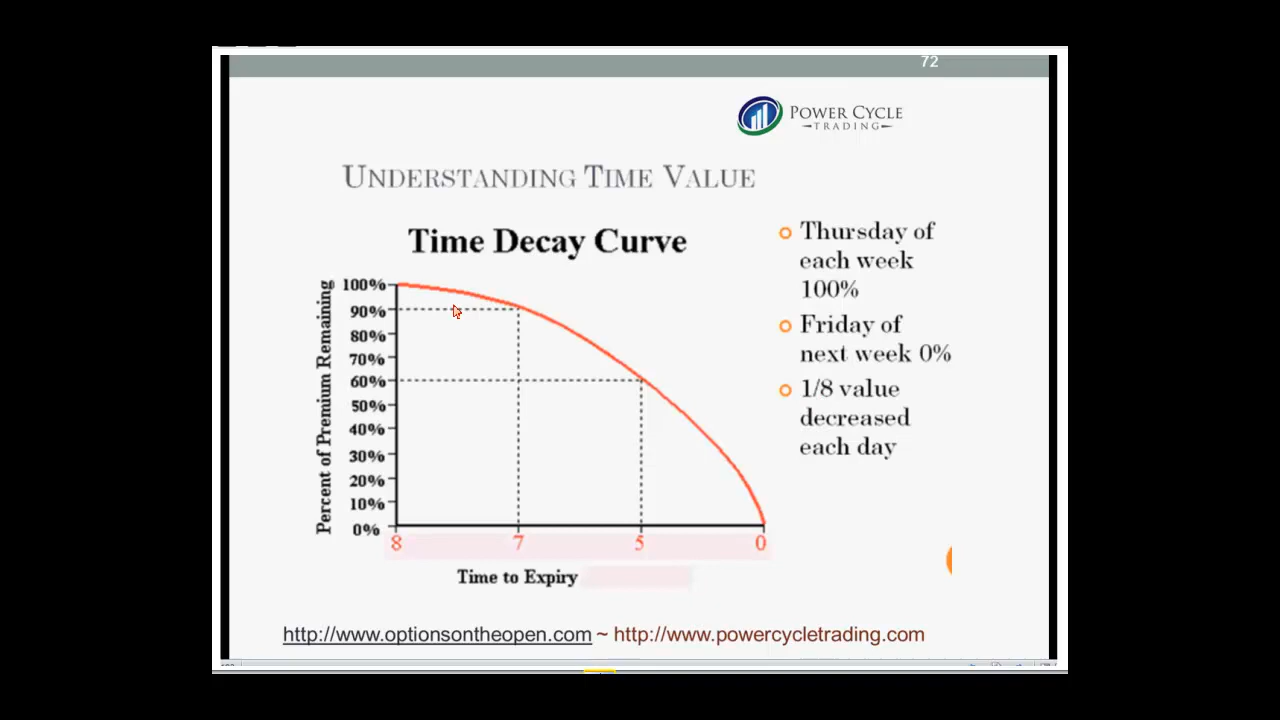 72
POWER CYCLE
TRADING
UNDERSTANDING TIME VALUE
Time Decay Curve
Percent of Premium Remaining
100%
90%
80%
70%
60%
50%
40%
30%
20%
10%
0%
8 7 5 0
Time to Expiry
Thursday of
each week
100%
Friday of
next week 0%
1/8 value
decreased
each day
http://www.optionsontheopen.com ~ http://www.powercycletrading.com